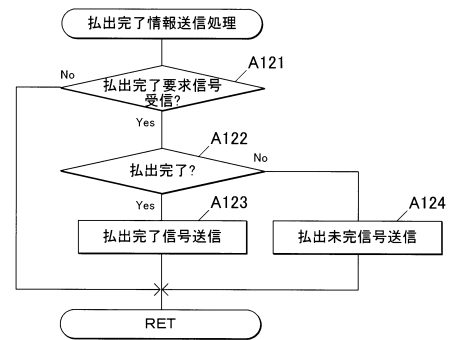 払出完了情報送信処理
A121
No
払出完了要求信号
受信?
Yes
A122
払出完了?
No
Yes
A123
A124
払出完了信号送信
払出未完信号送信
RET